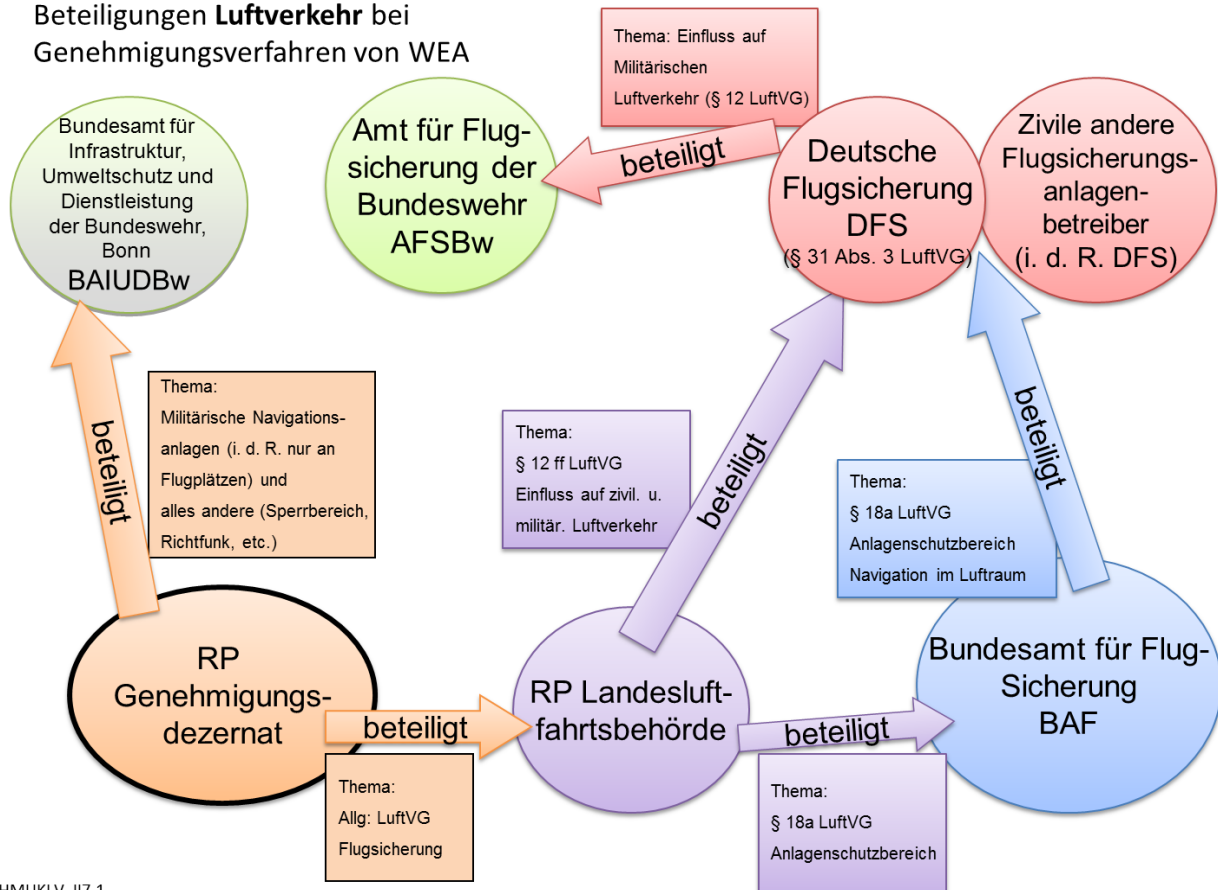 Beteiligungen Luftverkehr bei
Genehmigungsverfahren von WEA
Thema: Einfluss auf
Militärischen
Luftverkehr (§ 12 LuftVG)
Bundesamt für
Infrastruktur,
Umweltschutz und
Dienstleistung
der Bundeswehr,
Bonn
BAIUDBw
Amt für Flug-
sicherung der
Bundeswehr
AFSBw
beteiligt
Deutsche
Flugsicherung
DFS
(§ 31 Abs. 3 LuftVG)
Zivile andere
Flugsicherungs-
anlagen-
betreiber
(i. d. R. DFS)
beteiligt
Thema:
Militärische Navigations-
anlagen (i. d. R. nur an
Flugplätzen) und
alles andere (Sperrbereich,
Richtfunk, etc.)
Thema:
§ 12 ff LuftVG
Einfluss auf zivil. u.
militär. Luftverkehr
beteiligt
Thema:
§ 18a LuftVG
Anlagenschutzbereich
Navigation im Luftraum
beteiligt
RP
Genehmigungs-
dezernat
beteiligt
RP Landesluft-
fahrtsbehörde
beteiligt
Bundesamt für Flug-
Sicherung
BAF
Thema:
Allg: LuftVG
Flugsicherung
Thema:
§ 18a LuftVG
Anlagenschutzbereich